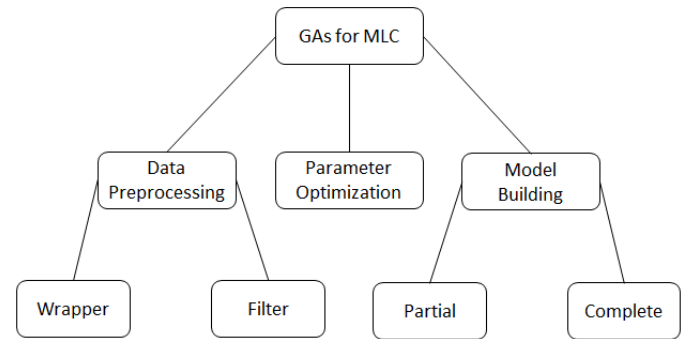 GAs for MLC
Data
Preprocessing
Parameter
Optimization
Model
Building
Wrapper
Filter
Partial
Complete